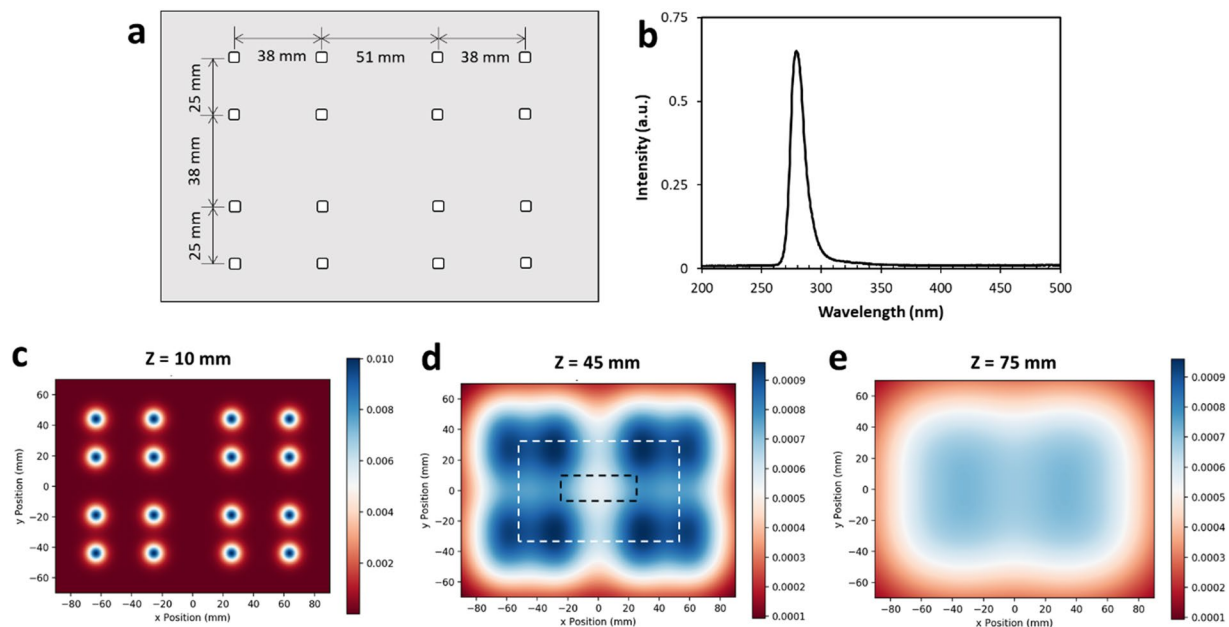 a
38 mm
51 mm
38 mm
25 mm
38 mm
25 mm
b
0.75
0.5
0.25
0
Intensity (a.u.)
200
250
300
350
400
450
500
Wavelength (nm)
c
Z = 10 mm
60
40
20
0
−20
−40
−60
y Position (mm)
−80 −60 −40 −20 0 20 40 60 80
x Position (mm)
0.010
0.008
0.006
0.004
0.002
d
Z = 45 mm
60
40
20
0
−20
−40
−60
y Position (mm)
−80 −60 −40 −20 0 20 40 60 80
x Position (mm)
0.0009
0.0008
0.0007
0.0006
0.0005
0.0004
0.0003
0.0002
0.0001
e
Z = 75 mm
60
40
20
0
−20
−40
−60
y Position (mm)
−80 −60 −40 −20 0 20 40 60 80
x Position (mm)
0.0009
0.0008
0.0007
0.0006
0.0005
0.0004
0.0003
0.0002
0.0001